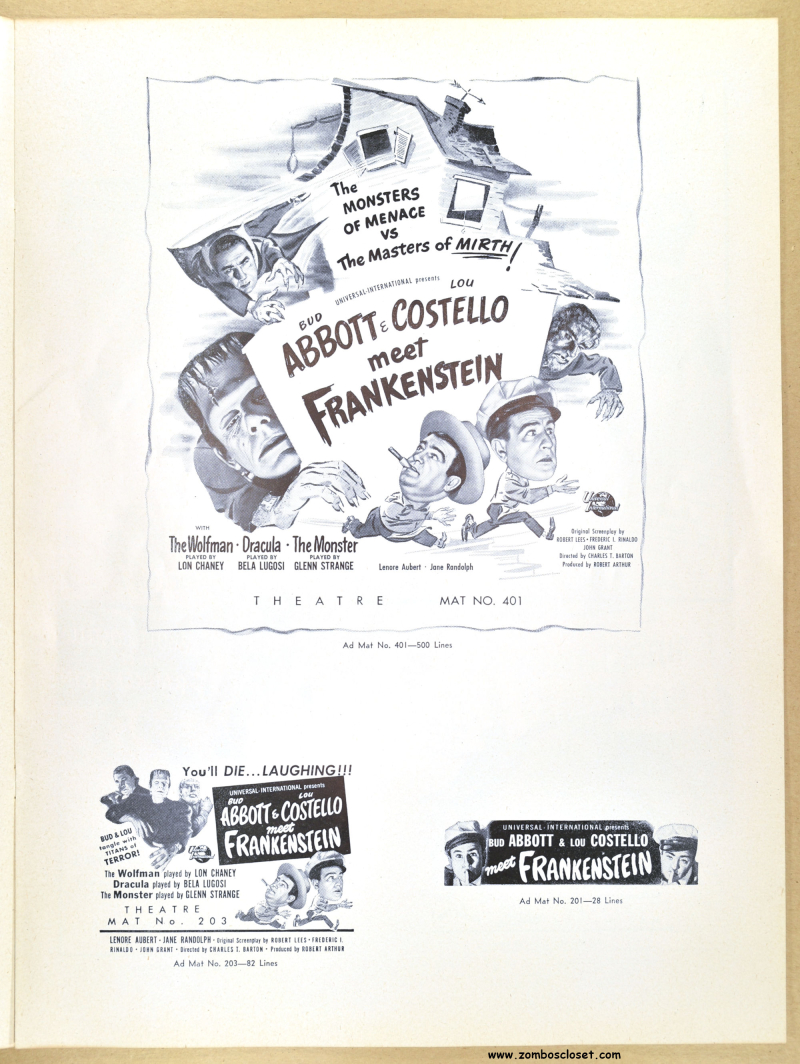 The
MONSTERS
OF MENACE
VS
The Masters of MIRTH!
UNIVERSAL-INTERNATIONAL presents
BUD LOU
ABBOTT & COSTELLO
meet
FRANKENSTEIN
Universal International
WITH
The Wolfman · Dracula · The Monster
PLAYED BY PLAYED BY PLAYED BY
LON CHANEY BELA LUGOSI GLENN STRANGE
Lenore Aubert · Jane Randolph
Original Screenplay by
ROBERT LEES · FREDERIC I. RINALDO
JOHN GRANT
Directed by CHARLES T. BARTON
Produced by ROBERT ARTHUR
THEATRE MAT NO. 401
Ad Mat No. 401—500 Lines
You'll DIE...LAUGHING!!!
UNIVERSAL-INTERNATIONAL presents
BUD LOU
ABBOTT & COSTELLO
meet
FRANKENSTEIN
BUD & LOU
tangle with
TITANS of
TERROR!
The Wolfman played by LON CHANEY
Dracula played by BELA LUGOSI
The Monster played by GLENN STRANGE
THEATRE
MAT No. 203
LENORE AUBERT · JANE RANDOLPH · Original Screenplay by ROBERT LEES · FREDERIC I.
RINALDO · JOHN GRANT · Directed by CHARLES T. BARTON · Produced by ROBERT ARTHUR
Ad Mat No. 203—82 Lines
UNIVERSAL-INTERNATIONAL presents
BUD ABBOTT & LOU COSTELLO
meet FRANKENSTEIN
Ad Mat No. 201—28 Lines
www.zomboscloset.com